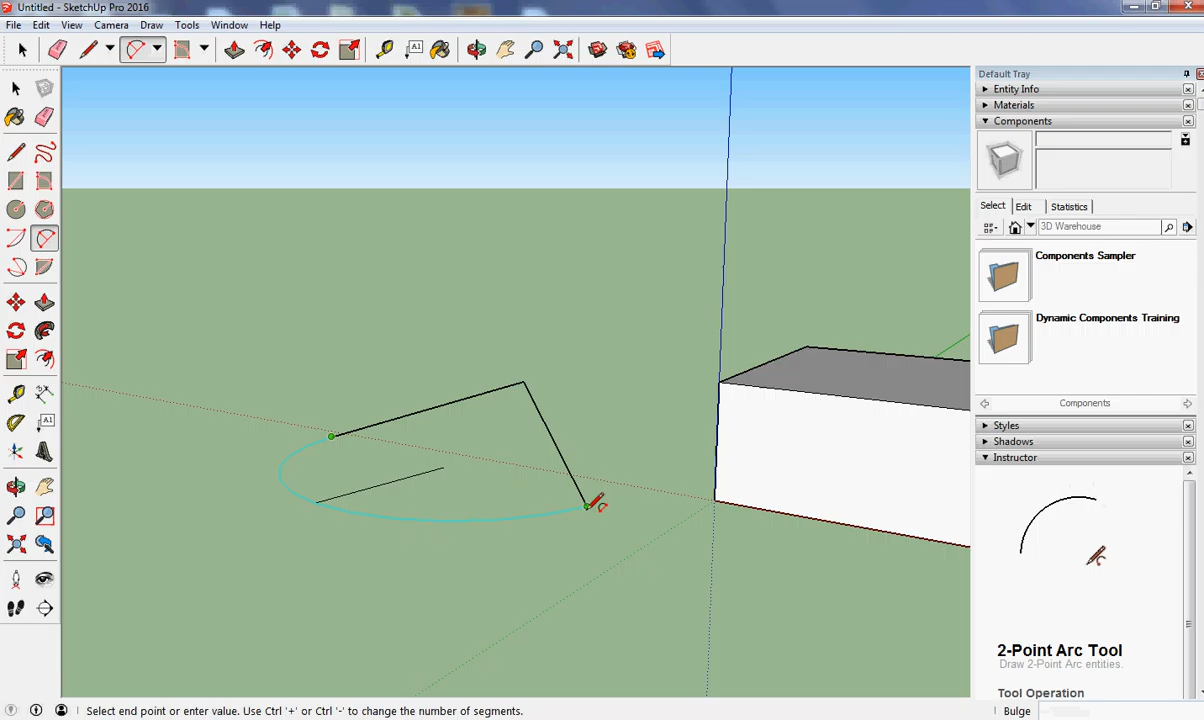 Untitled - SketchUp Pro 2016
File Edit View Camera Draw Tools Window Help
A1
Default Tray
Entity Info
Materials
Components
Select Edit Statistics
3D Warehouse
Components Sampler
Dynamic Components Training
Components
Styles
Shadows
Instructor
A1
2-Point Arc Tool
Draw 2-Point Arc entities.
Tool Operation
Select end point or enter value. Use Ctrl '+' or Ctrl '-' to change the number of segments.
Bulge